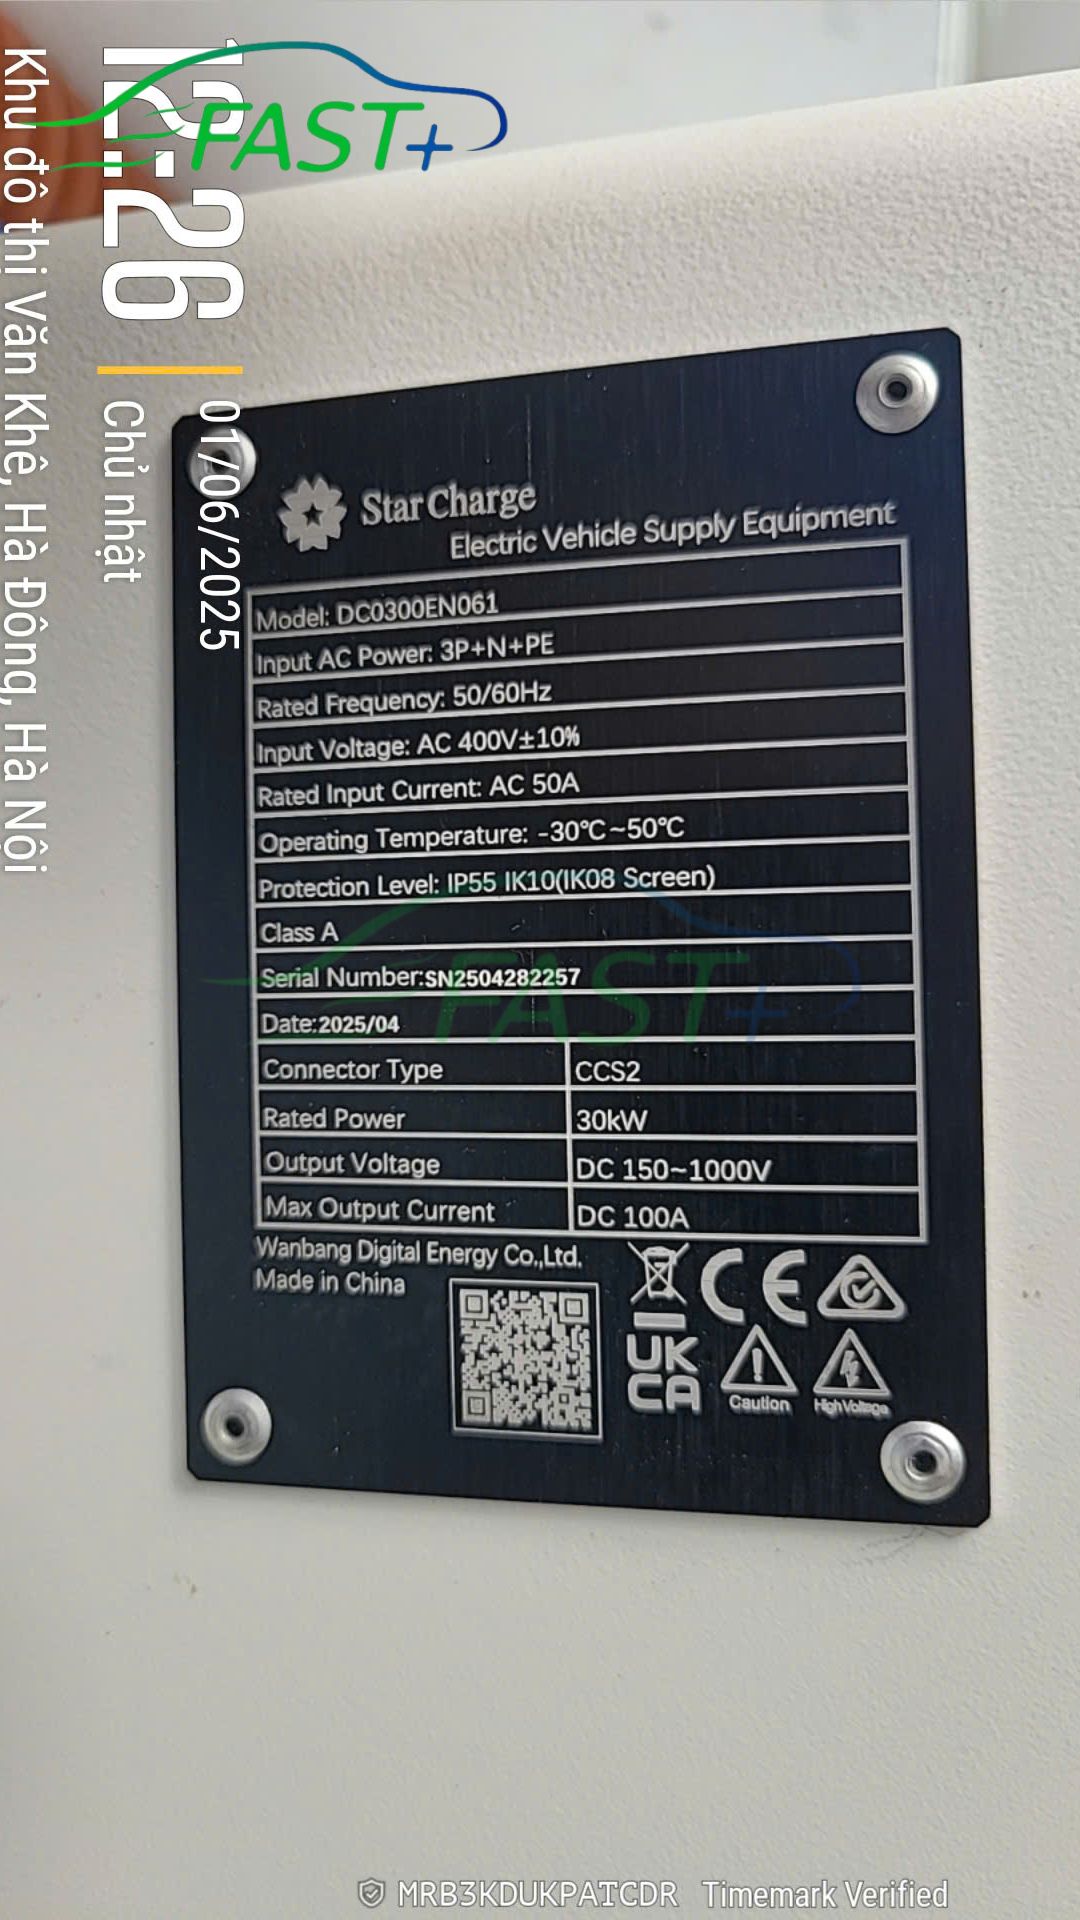 FAST+
12:26
01/06/2025
Chủ nhật
Khu đô thị Văn Khê, Hà Đông, Hà Nội
Star Charge
Electric Vehicle Supply Equipment
Model: DC0300EN061
Input AC Power: 3P+N+PE
Rated Frequency: 50/60Hz
Input Voltage: AC 400V±10%
Rated Input Current: AC 50A
Operating Temperature: -30℃~50℃
Protection Level: IP55 IK10(IK08 Screen)
Class A
Serial Number:SN2504282257
FAST+
Date:2025/04
Connector Type CCS2
Rated Power 30kW
Output Voltage DC 150~1000V
Max Output Current DC 100A
Wanbang Digital Energy Co.,Ltd.
Made in China
CE
UK
CA
Caution
High Voltage
MRB3KDUKPATCDR Timemark Verified